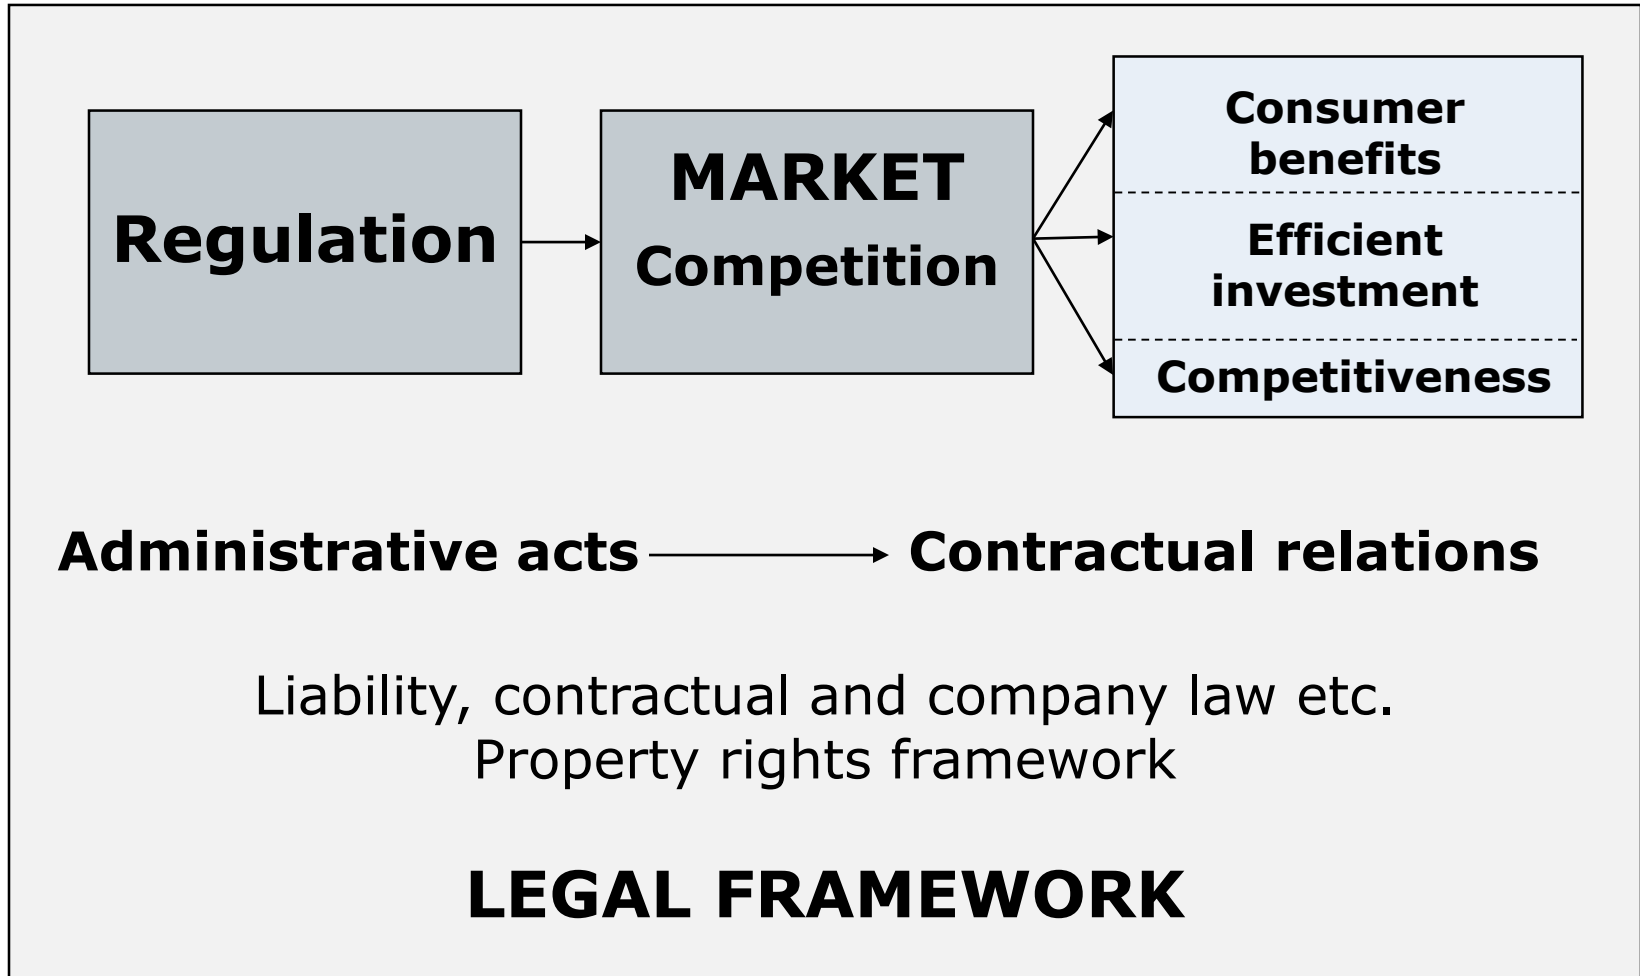 Regulation
MARKET
Competition
Consumer
benefits
Efficient
investment
Competitiveness
Administrative acts
Contractual relations
Liability, contractual and company law etc.
Property rights framework
LEGAL FRAMEWORK